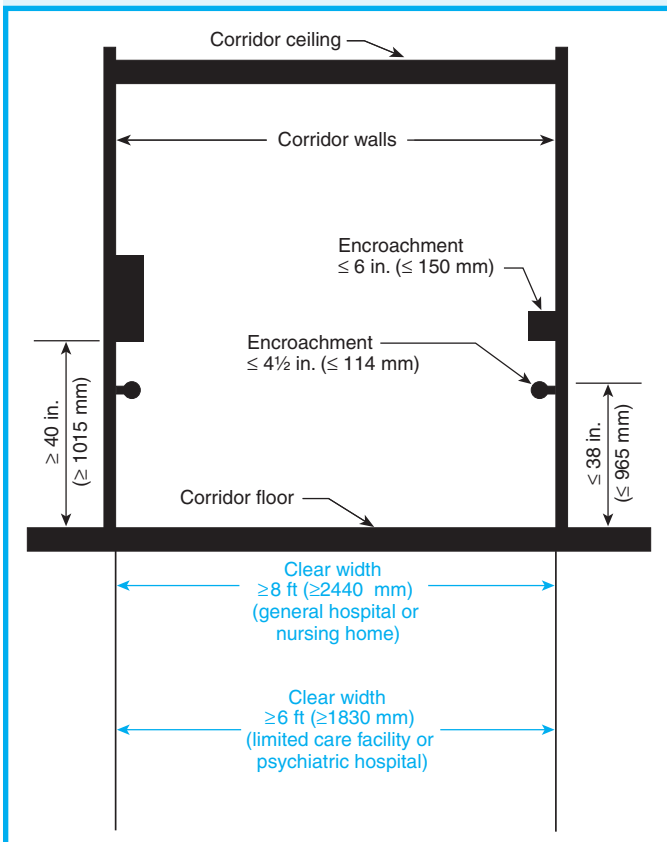 Corridor ceiling
Corridor walls
Encroachment
≤ 6 in. (≤ 150 mm)
Encroachment
≤ 4½ in. (≤ 114 mm)
≥ 40 in.
(≥ 1015 mm)
≤ 38 in.
(≤ 965 mm)
Corridor floor
Clear width
≥8 ft (≥2440 mm)
(general hospital or
nursing home)
Clear width
≥6 ft (≥1830 mm)
(limited care facility or
psychiatric hospital)